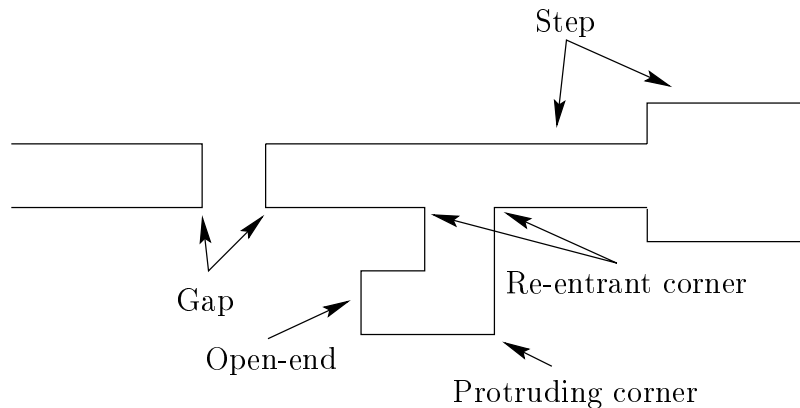 Step
Re-entrant corner
Gap
Open-end
Protruding corner